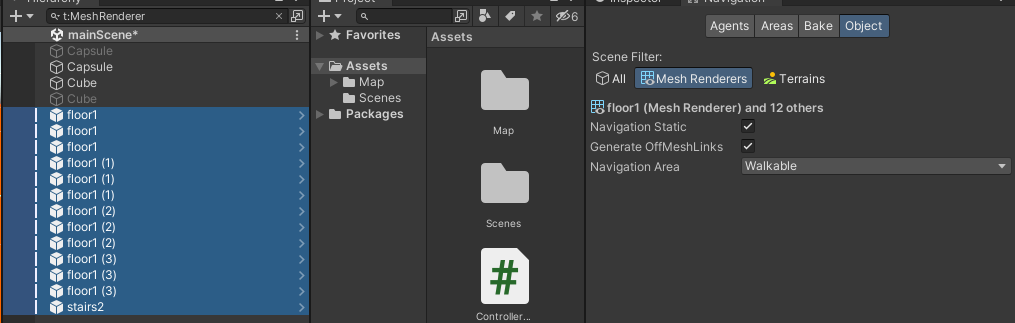 Hierarchy
t:MeshRenderer
mainScene*
Capsule
Capsule
Cube
Cube
floor1
floor1
floor1
floor1 (1)
floor1 (1)
floor1 (1)
floor1 (2)
floor1 (2)
floor1 (2)
floor1 (3)
floor1 (3)
floor1 (3)
stairs2
Project
6
Favorites
Assets
Map
Scenes
Packages
Assets
Map
Scenes
#
Controller...
Inspector
Navigation
Agents Areas Bake Object
Scene Filter:
All Mesh Renderers Terrains
floor1 (Mesh Renderer) and 12 others
Navigation Static
Generate OffMeshLinks
Navigation Area Walkable